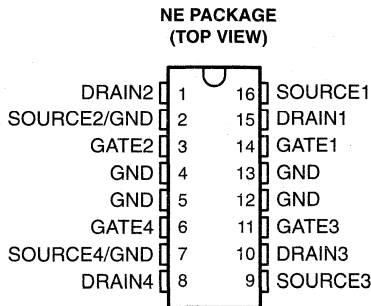 NE PACKAGE
(TOP VIEW)
DRAIN2 1 16 SOURCE1
SOURCE2/GND 2 15 DRAIN1
GATE2 3 14 GATE1
GND 4 13 GND
GND 5 12 GND
GATE4 6 11 GATE3
SOURCE4/GND 7 10 DRAIN3
DRAIN4 8 9 SOURCE3